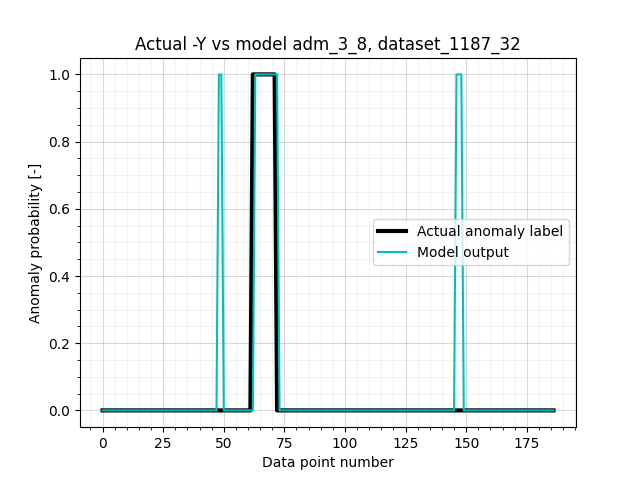 Actual -Y vs model adm_3_8, dataset_1187_32
Anomaly probability [-]
1.0
0.8
0.6
0.4
0.2
0.0
Actual anomaly label
Model output
0 25 50 75 100 125 150 175
Data point number